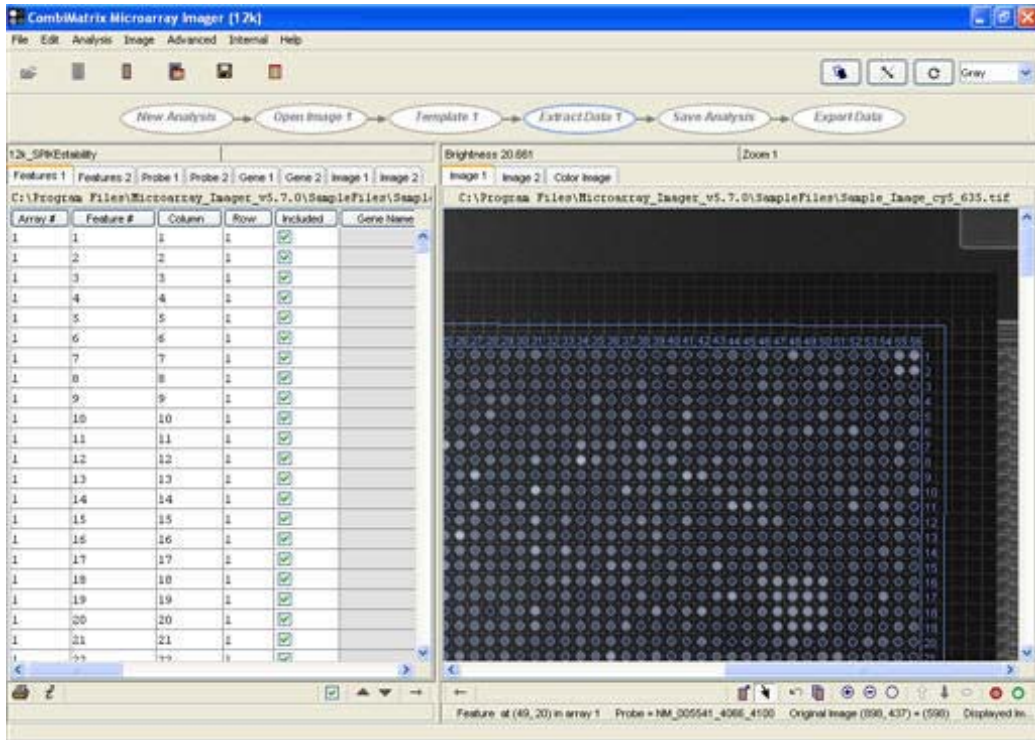 CombiMatrix Microarray Imager (12k)
File Edit Analysis Image Advanced Internal Help
Gray
New Analysis Open Image 1 Template 1 Extract Data 1 Save Analysis Export Data
12k_SPIKEstability
Brightness 20.661 Zoom 1
Features 1 Features 2 Probe 1 Probe 2 Gene 1 Gene 2 Image 1 Image 2
Image 1 Image 2 Color Image
C:\Program Files\Microarray_Imager_v5.7.0\SampleFiles\Sampl
C:\Program Files\Microarray_Imager_v5.7.0\SampleFiles\Sample_Image_cy5_635.tif
Array # Feature # Column Row Included Gene Name
1 1 1 1
1 2 2 1
1 3 3 1
1 4 4 1
1 5 5 1
1 6 6 1
1 7 7 1
1 8 8 1
1 9 9 1
1 10 10 1
1 11 11 1
1 12 12 1
1 13 13 1
1 14 14 1
1 15 15 1
1 16 16 1
1 17 17 1
1 18 18 1
1 19 19 1
1 20 20 1
1 21 21 1
1 22 22 1
Feature at (49, 20) in array 1 Probe = NM_005541_4066_4100 Original Image (898, 437) = (598) Displayed Im...